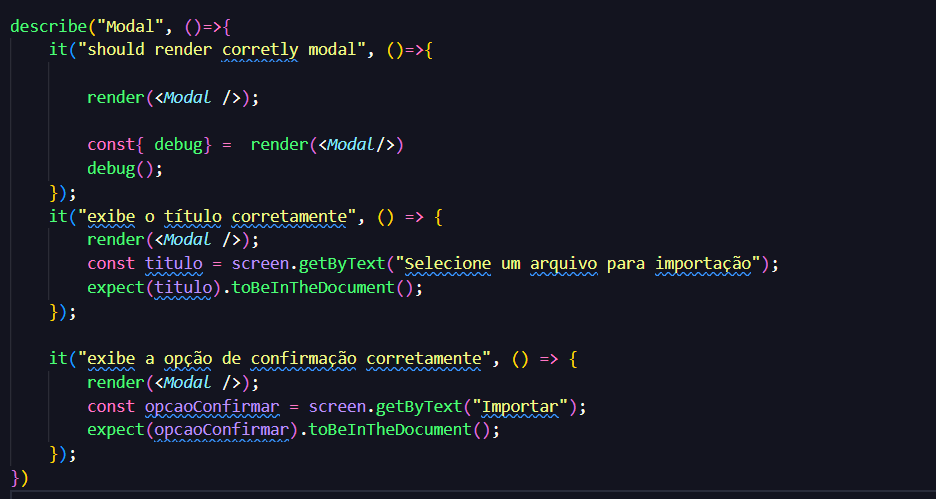 describe("Modal", ()=>{
it("should render corretly modal", ()=>{
render(<Modal />);
const{ debug} =  render(<Modal/>)
debug();
});
it("exibe o título corretamente", () => {
render(<Modal />);
const titulo = screen.getByText("Selecione um arquivo para importação");
expect(titulo).toBeInTheDocument();
});
it("exibe a opção de confirmação corretamente", () => {
render(<Modal />);
const opcaoConfirmar = screen.getByText("Importar");
expect(opcaoConfirmar).toBeInTheDocument();
});
})